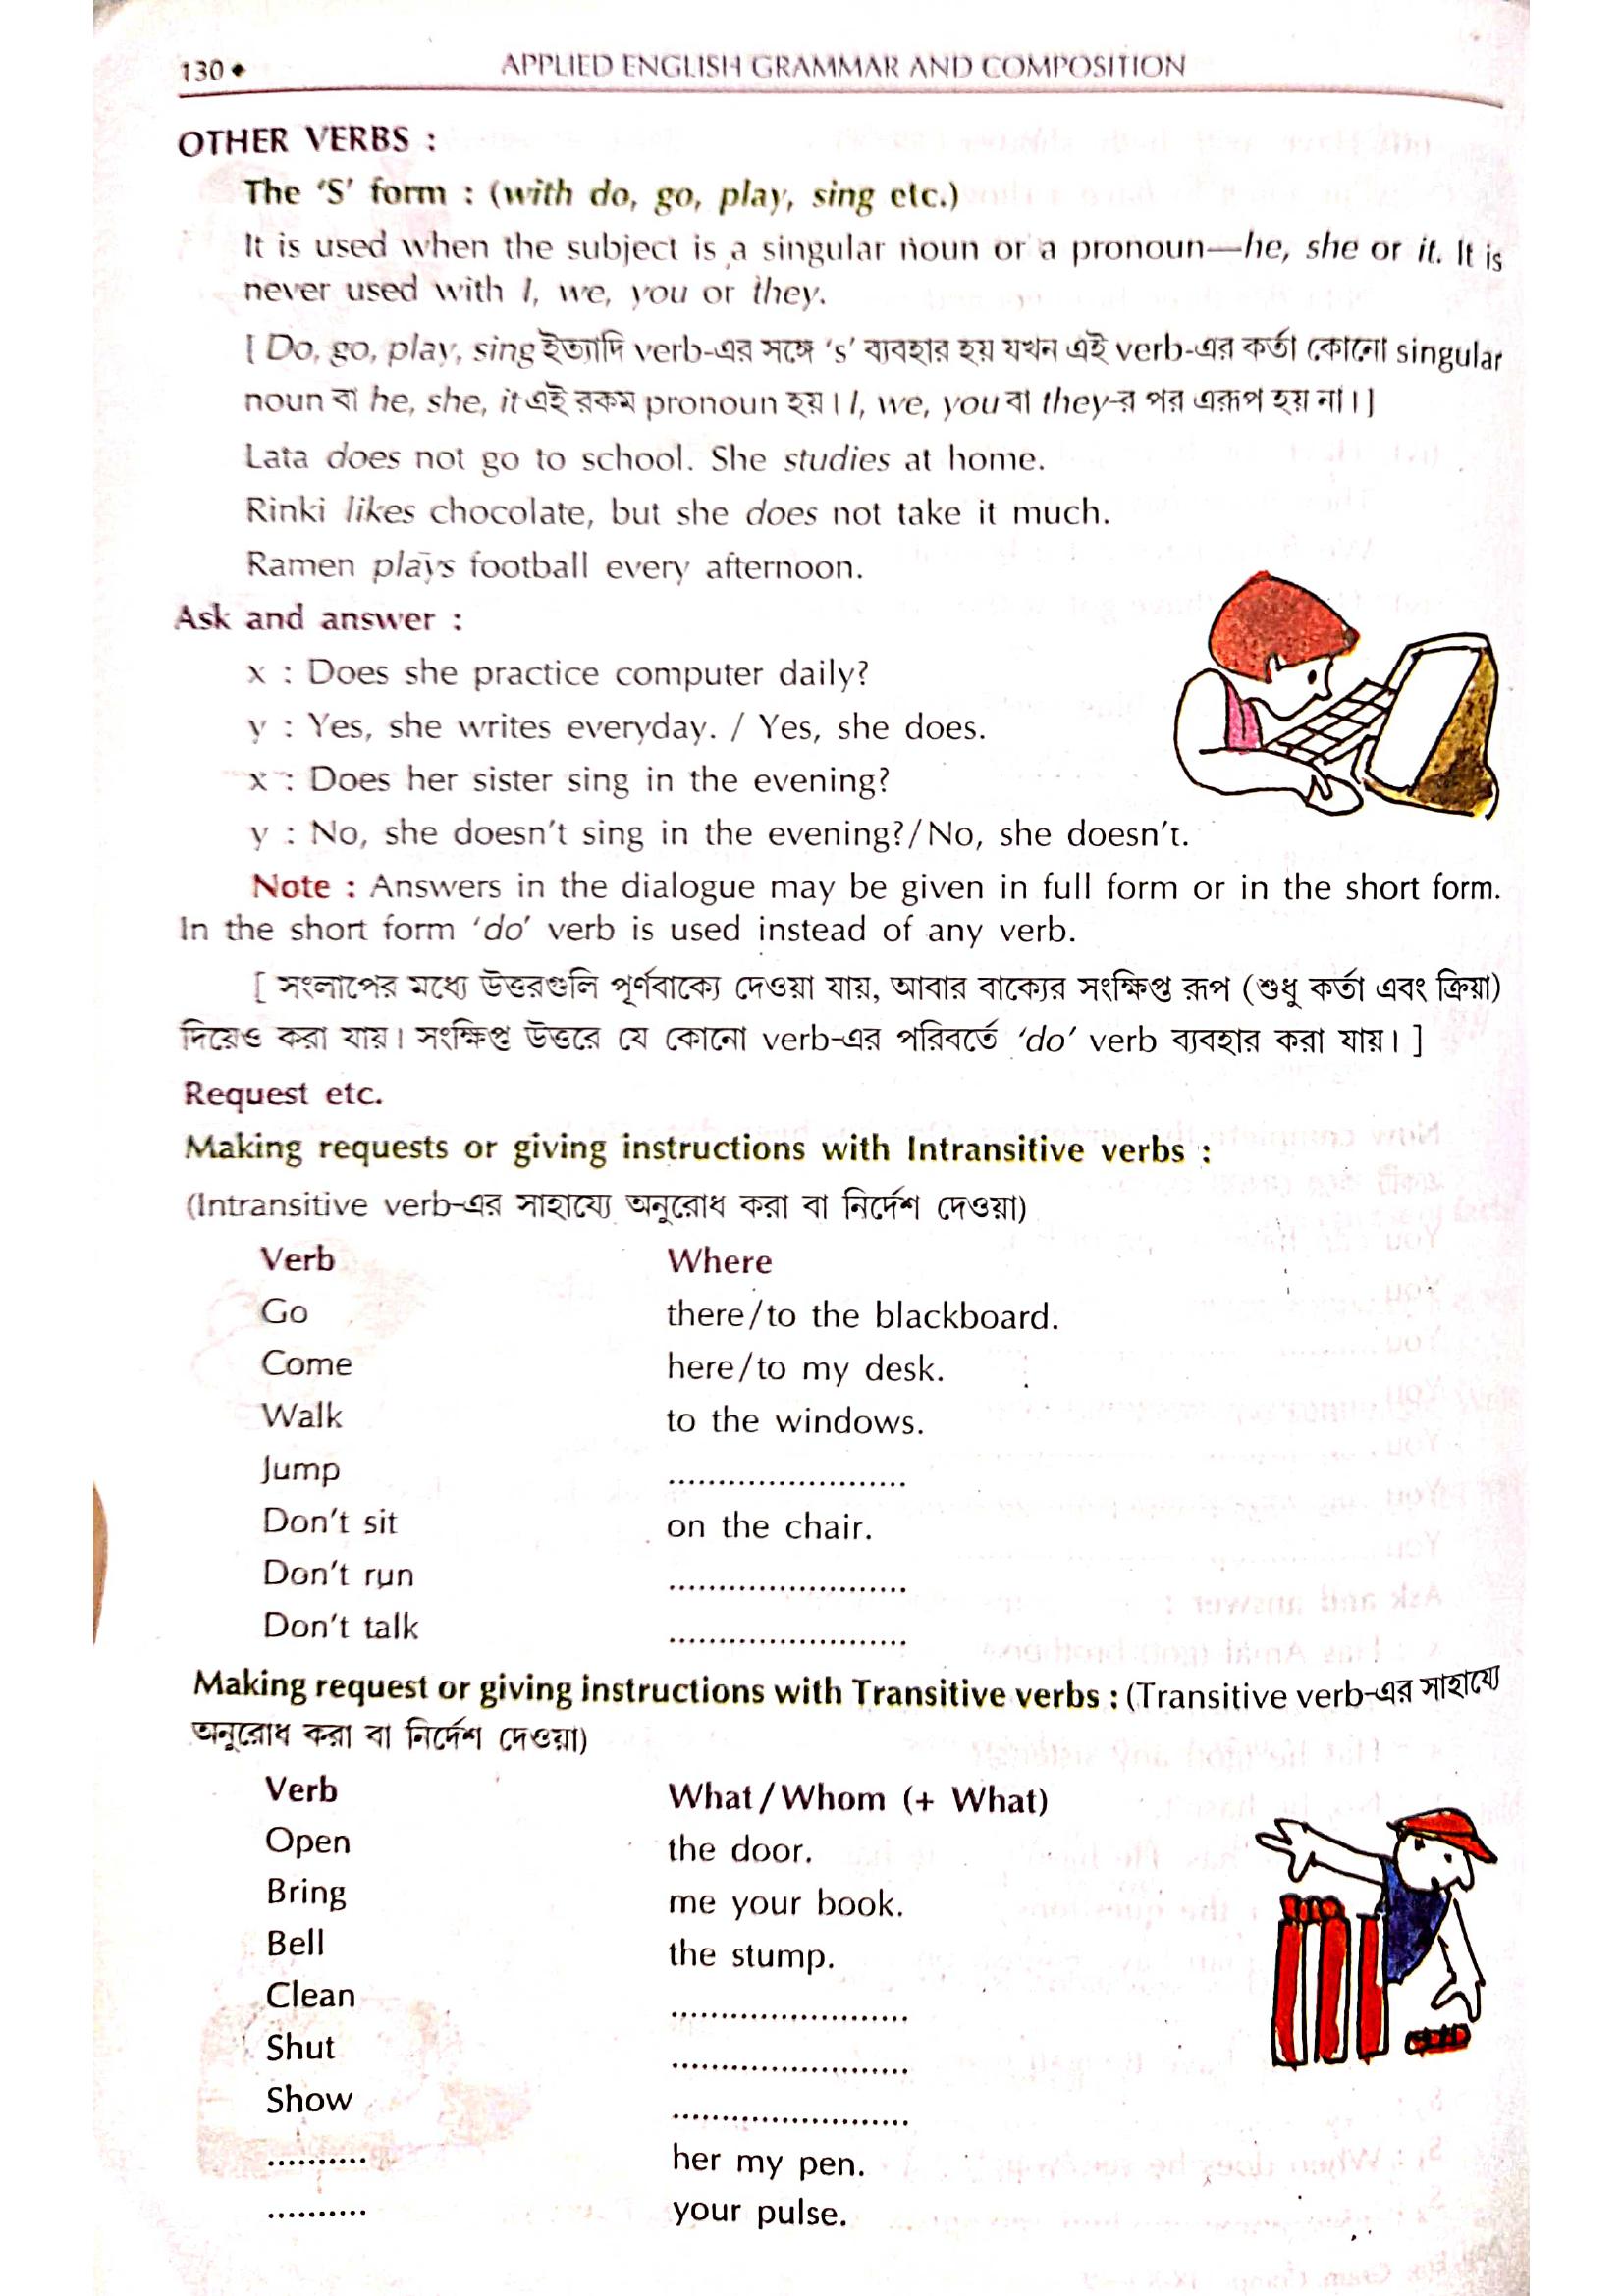 130 ◆ APPLIED ENGLISH GRAMMAR AND COMPOSITION
OTHER VERBS :
The ‘S’ form : (with do, go, play, sing etc.)
It is used when the subject is a singular noun or a pronoun—he, she or it. It is
never used with I, we, you or they.
[ Do, go, play, sing ইত্যাদি verb-এর সঙ্গে ‘s’ ব্যবহার হয় যখন এই verb-এর কর্তা কোনো singular
noun বা he, she, it এই রকম pronoun হয়। I, we, you বা they-র পর এরূপ হয় না। ]
Lata does not go to school. She studies at home.
Rinki likes chocolate, but she does not take it much.
Ramen plays football every afternoon.
Ask and answer :
x : Does she practice computer daily?
y : Yes, she writes everyday. / Yes, she does.
x : Does her sister sing in the evening?
y : No, she doesn’t sing in the evening?/No, she doesn’t.
Note : Answers in the dialogue may be given in full form or in the short form.
In the short form ‘do’ verb is used instead of any verb.
[ সংলাপের মধ্যে উত্তরগুলি পূর্ণবাক্যে দেওয়া যায়, আবার বাক্যের সংক্ষিপ্ত রূপ (শুধু কর্তা এবং ক্রিয়া)
দিয়েও করা যায়। সংক্ষিপ্ত উত্তরে যে কোনো verb-এর পরিবর্তে ‘do’ verb ব্যবহার করা যায়। ]
Request etc.
Making requests or giving instructions with Intransitive verbs :
(Intransitive verb-এর সাহায্যে অনুরোধ করা বা নির্দেশ দেওয়া)
Verb Where
Go there/to the blackboard.
Come here/to my desk.
Walk to the windows.
Jump ........................
Don’t sit on the chair.
Don’t run ........................
Don’t talk ........................
Making request or giving instructions with Transitive verbs : (Transitive verb-এর সাহায্যে
অনুরোধ করা বা নির্দেশ দেওয়া)
Verb What/Whom (+ What)
Open the door.
Bring me your book.
Bell the stump.
Clean ........................
Shut ........................
Show ........................
.......... her my pen.
.......... your pulse.